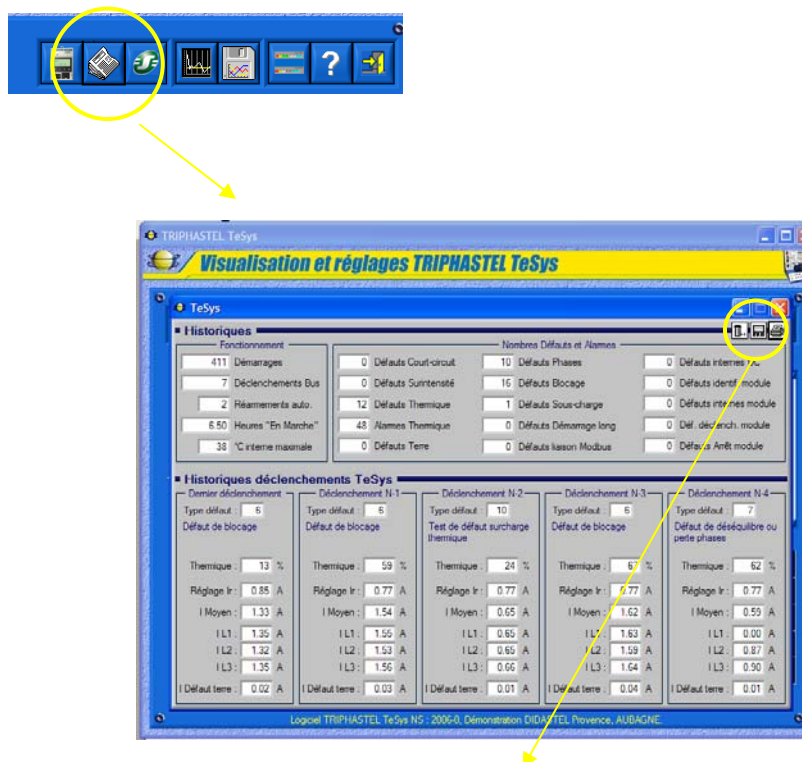 ?
TRIPHASTEL TeSys
Visualisation et réglages TRIPHASTEL TeSys
TeSys
Historiques
Fonctionnement
Nombres Défauts et Alarmes
411 Démarrages 0 Défauts Court-circuit 10 Défauts Phases 0 Défauts internes
7 Déclenchements Bus 0 Défauts Surintensité 16 Défauts Blocage 0 Défauts identif. module
2 Réarmements auto. 12 Défauts Thermique 1 Défauts Sous-charge 0 Défauts internes module
6.50 Heures "En Marche" 48 Alarmes Thermique 0 Défauts Démarrage long 0 Déf. déclench. module
38 °C interne maximale 0 Défauts Terre 0 Défauts liaison Modbus 0 Défauts Arrêt module
Historiques déclenchements TeSys
Dernier déclenchement Déclenchement N-1 Déclenchement N-2 Déclenchement N-3 Déclenchement N-4
Type défaut : 6 Type défaut : 6 Type défaut : 10 Type défaut : 6 Type défaut : 7
Défaut de blocage Défaut de blocage Test de défaut surcharge Défaut de blocage Défaut de déséquilibre ou
thermique perte phases
Thermique : 13 % Thermique : 59 % Thermique : 24 % Thermique : 67 % Thermique : 62 %
Réglage Ir : 0.85 A Réglage Ir : 0.77 A Réglage Ir : 0.77 A Réglage Ir : 0.77 A Réglage Ir : 0.77 A
I Moyen : 1.33 A I Moyen : 1.54 A I Moyen : 0.65 A I Moyen : 1.62 A I Moyen : 0.59 A
I L1 : 1.35 A I L1 : 1.55 A I L1 : 0.65 A I L1 : 1.63 A I L1 : 0.00 A
I L2 : 1.32 A I L2 : 1.53 A I L2 : 0.65 A I L2 : 1.59 A I L2 : 0.87 A
I L3 : 1.35 A I L3 : 1.56 A I L3 : 0.66 A I L3 : 1.64 A I L3 : 0.90 A
I Défaut terre : 0.02 A I Défaut terre : 0.03 A I Défaut terre : 0.01 A I Défaut terre : 0.04 A I Défaut terre : 0.01 A
Logiciel TRIPHASTEL TeSys NS : 2006-0, Démonstration DIDASTEL Provence, AUBAGNE.